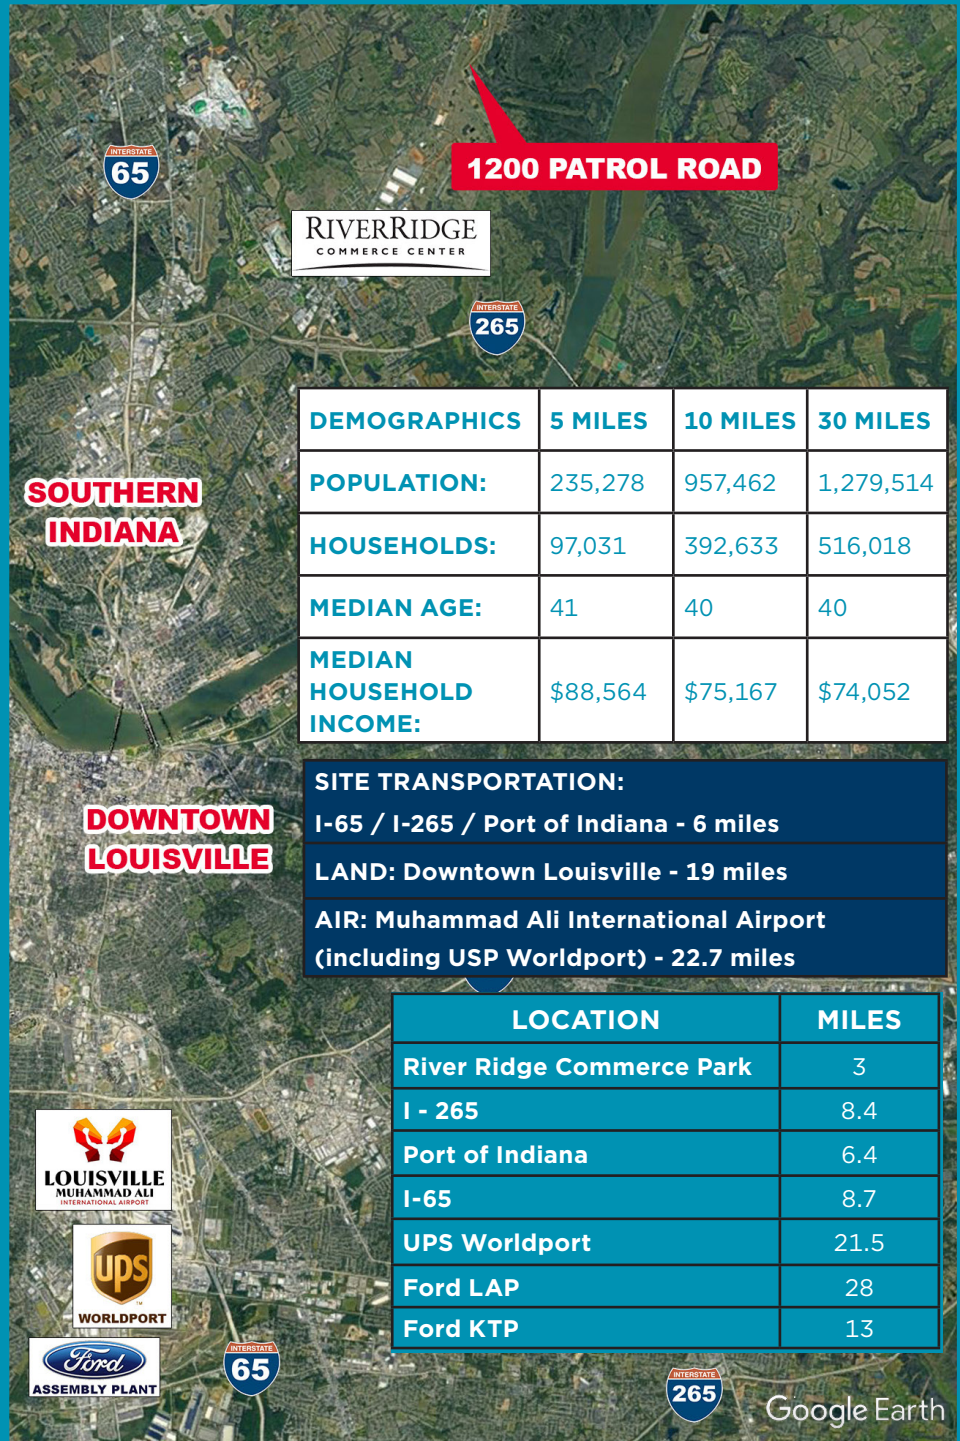 INTERSTATE
65
1200 PATROL ROAD
RIVERRIDGE
COMMERCE CENTER
INTERSTATE
265
DEMOGRAPHICS 5 MILES 10 MILES 30 MILES
POPULATION: 235,278 957,462 1,279,514
HOUSEHOLDS: 97,031 392,633 516,018
MEDIAN AGE: 41 40 40
MEDIAN
HOUSEHOLD
INCOME: $88,564 $75,167 $74,052
SOUTHERN
INDIANA
DOWNTOWN
LOUISVILLE
SITE TRANSPORTATION:
I-65 / I-265 / Port of Indiana - 6 miles
LAND: Downtown Louisville - 19 miles
AIR: Muhammad Ali International Airport
(including USP Worldport) - 22.7 miles
LOCATION MILES
River Ridge Commerce Park 3
I - 265 8.4
Port of Indiana 6.4
I-65 8.7
UPS Worldport 21.5
Ford LAP 28
Ford KTP 13
LOUISVILLE
MUHAMMAD ALI
INTERNATIONAL AIRPORT
ups
TM
WORLDPORT
Ford
ASSEMBLY PLANT
INTERSTATE
65
INTERSTATE
265
Google Earth